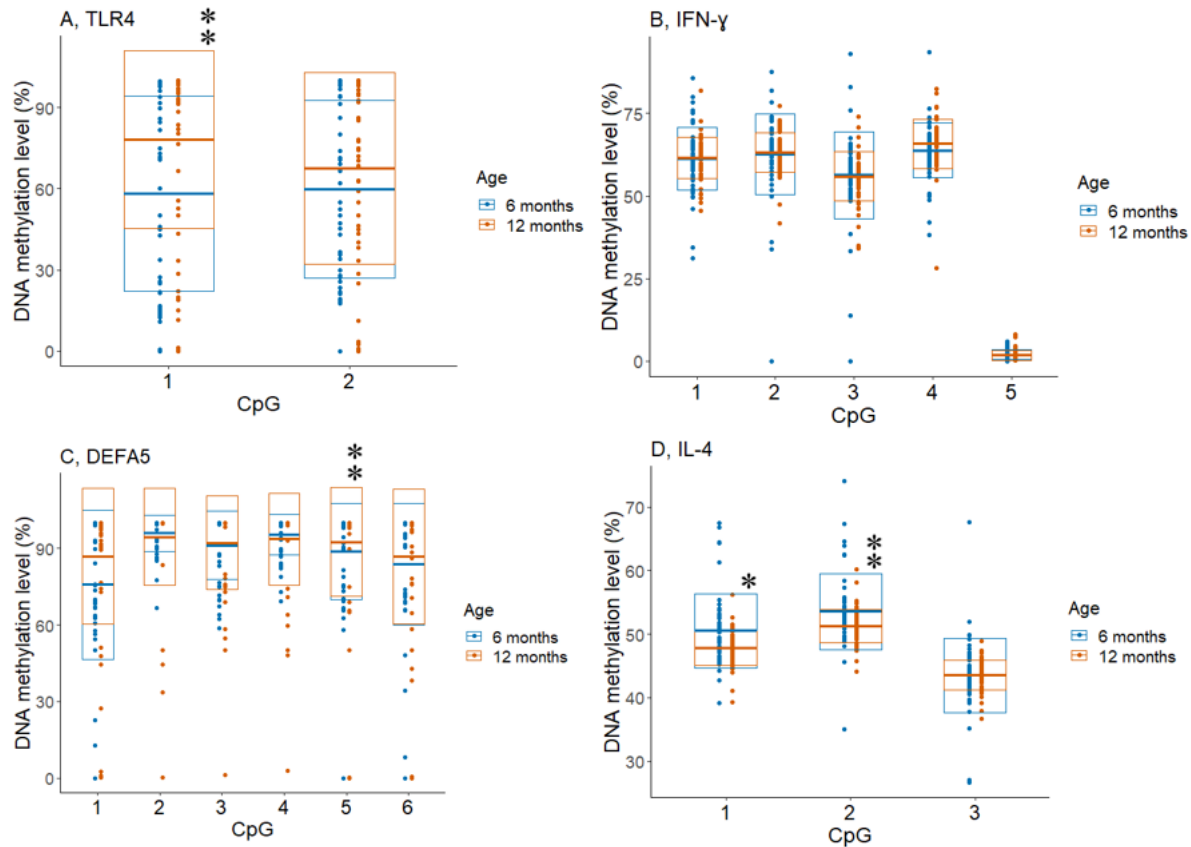 A, TLR4
**
DNA methylation level (%)
90
60
30
0
1 2
CpG
Age
6 months
12 months
B, IFN-ɣ
DNA methylation level (%)
75
50
25
0
1 2 3 4 5
CpG
Age
6 months
12 months
C, DEFA5
**
DNA methylation level (%)
90
60
30
0
1 2 3 4 5 6
CpG
Age
6 months
12 months
D, IL-4
* **
DNA methylation level (%)
70
60
50
40
30
1 2 3
CpG
Age
6 months
12 months